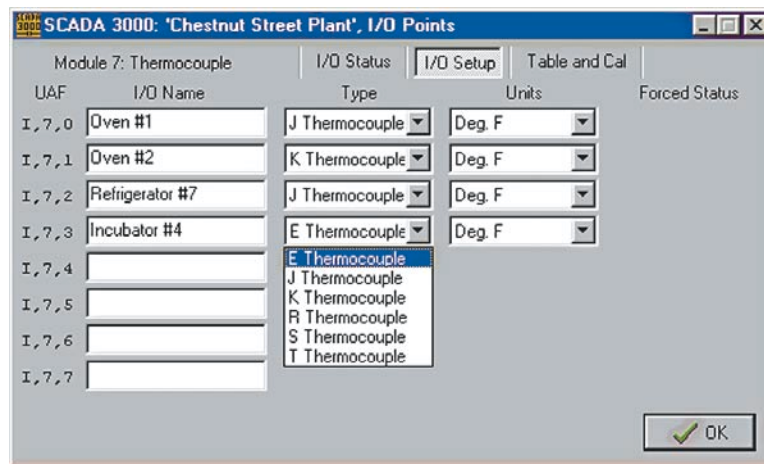 SCADA 3000
SCADA 3000: 'Chestnut Street Plant', I/O Points
Module 7: Thermocouple I/O Status I/O Setup Table and Cal
UAF I/O Name Type Units Forced Status
I,7,0 Oven #1 J Thermocouple Deg. F
I,7,1 Oven #2 K Thermocouple Deg. F
I,7,2 Refrigerator #7 J Thermocouple Deg. F
I,7,3 Incubator #4 E Thermocouple Deg. F
E Thermocouple
I,7,4
J Thermocouple
K Thermocouple
I,7,5
R Thermocouple
S Thermocouple
I,7,6
T Thermocouple
I,7,7
OK